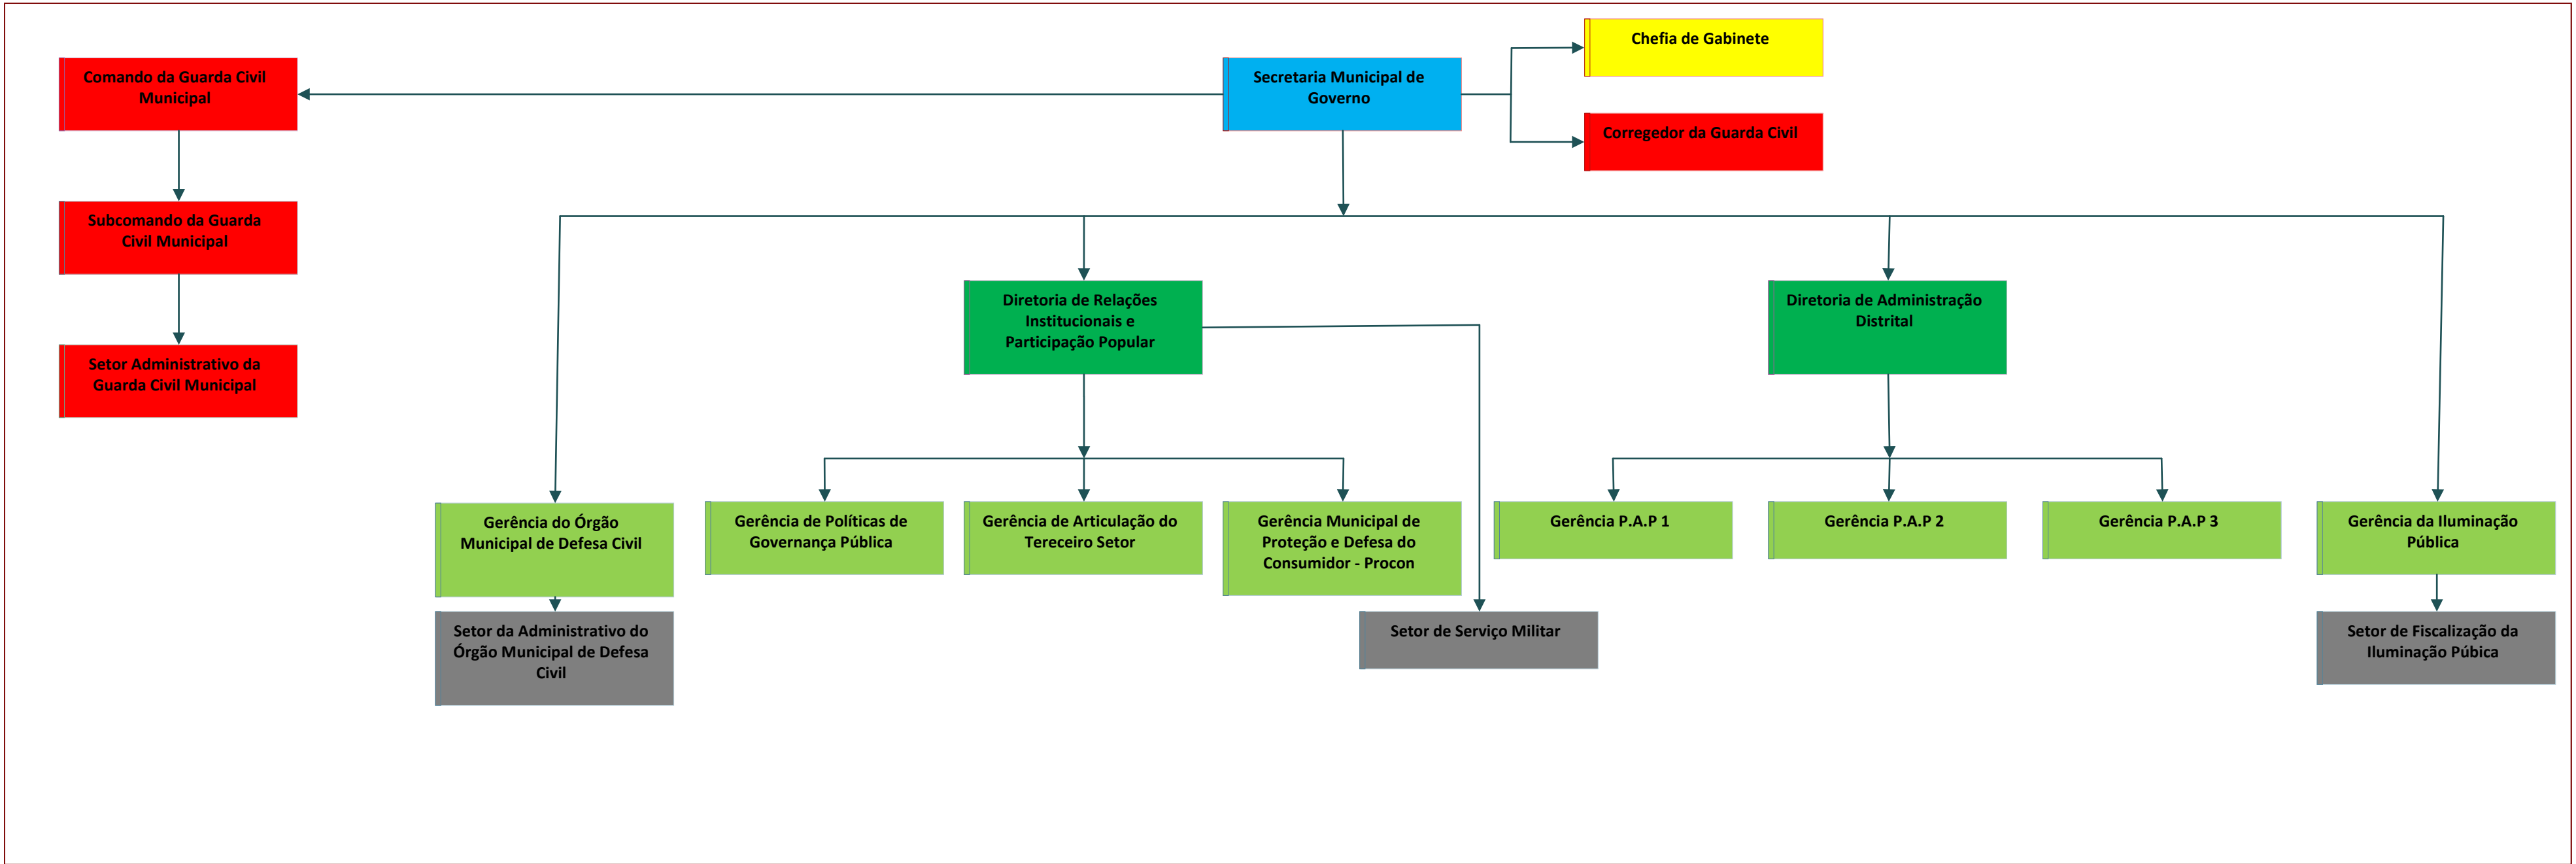 Chefia de Gabinete
Comando da Guarda Civil
Municipal
Secretaria Municipal de
Governo
Corregedor da Guarda Civil
Subcomando da Guarda
Civil Municipal
Diretoria de Relações
Institucionais e
Participação Popular
Diretoria de Administração
Distrital
Setor Administrativo da
Guarda Civil Municipal
Gerência do Órgão
Municipal de Defesa Civil
Gerência de Políticas de
Governança Pública
Gerência de Articulação do
Tereceiro Setor
Gerência Municipal de
Proteção e Defesa do
Consumidor - Procon
Gerência P.A.P 1
Gerência P.A.P 2
Gerência P.A.P 3
Gerência da Iluminação
Pública
Setor da Administrativo do
Órgão Municipal de Defesa
Civil
Setor de Serviço Militar
Setor de Fiscalização da
Iluminação Púbica